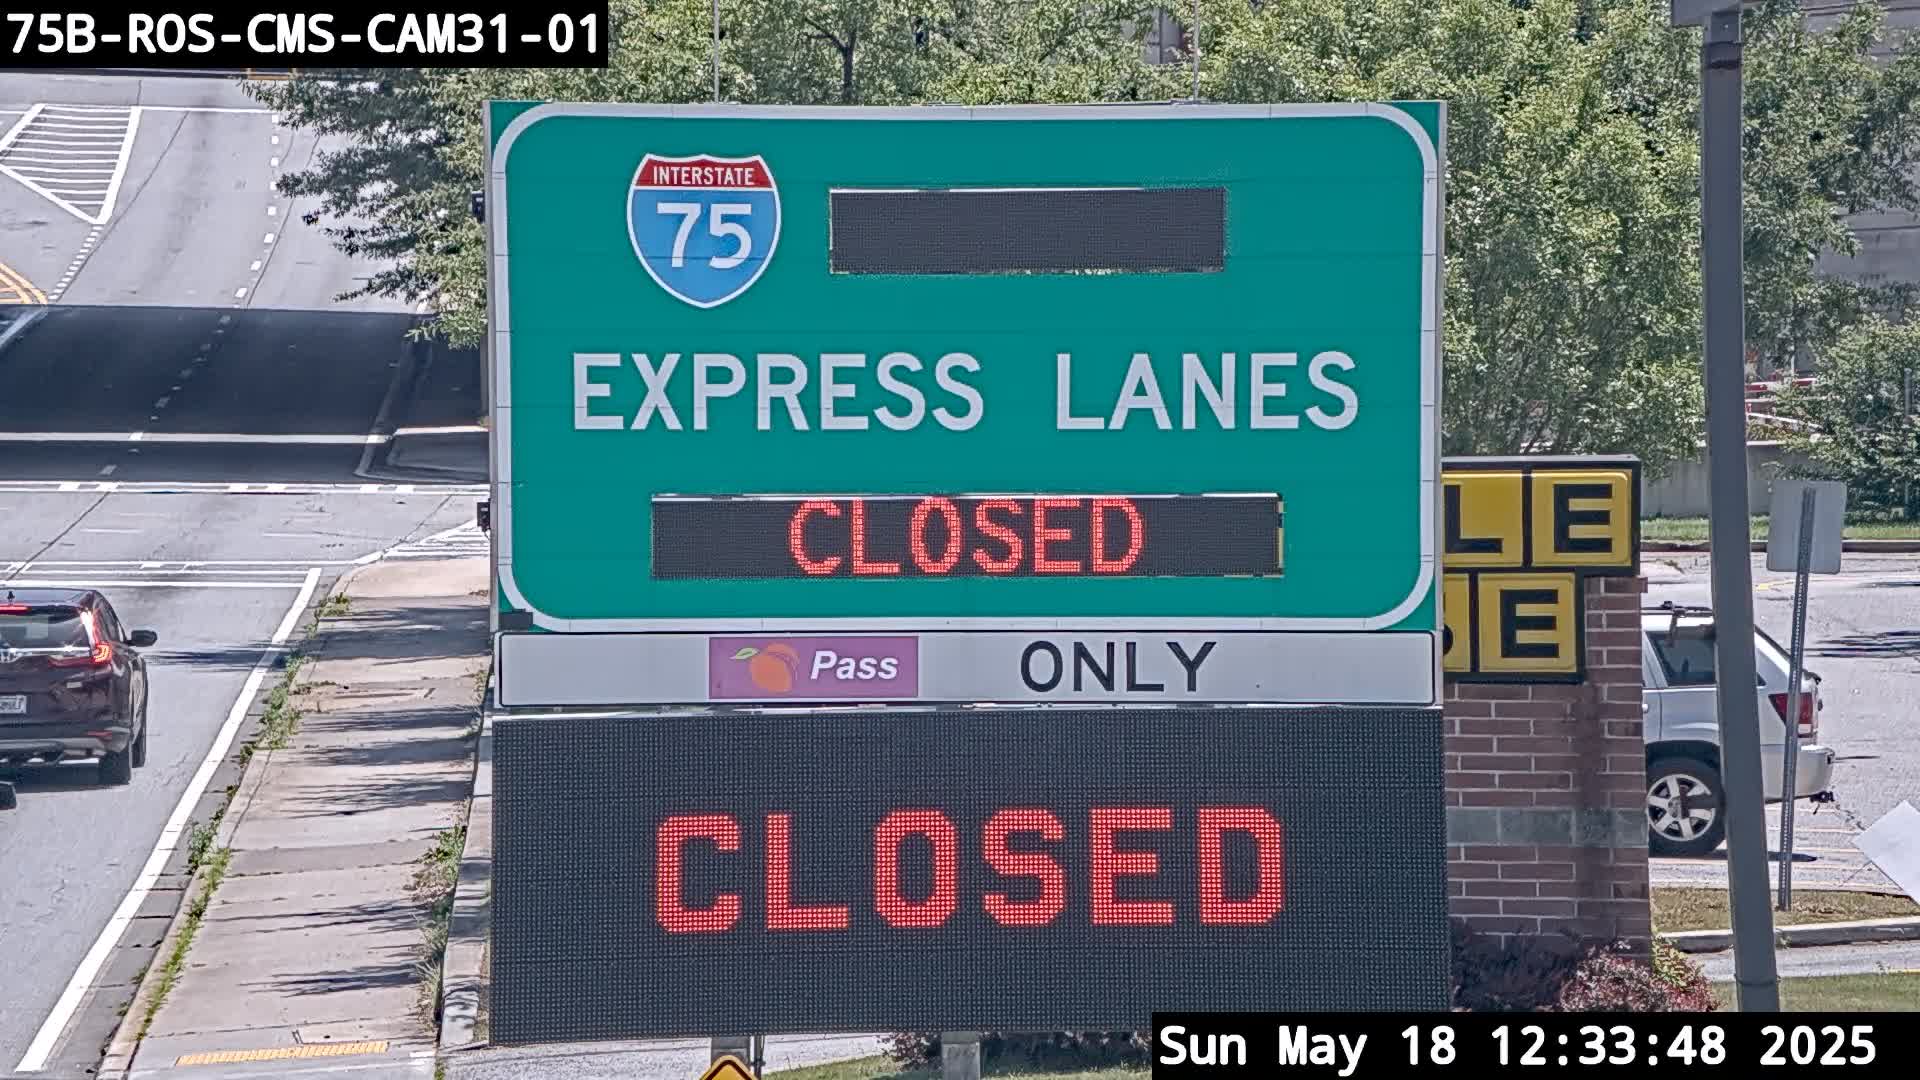 75B-ROS-CMS-CAM31-01
INTERSTATE
75
EXPRESS LANES
CLOSED
Pass ONLY
CLOSED
LE
E
Sun May 18 12:33:48 2025